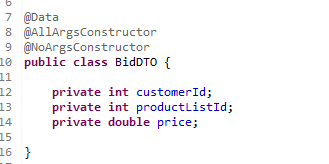 6
7 @Data
8 @AllArgsConstructor
9 @NoArgsConstructor
10 public class BidDTO {
11
12 private int customerId;
13 private int productListId;
14 private double price;
15
16 }